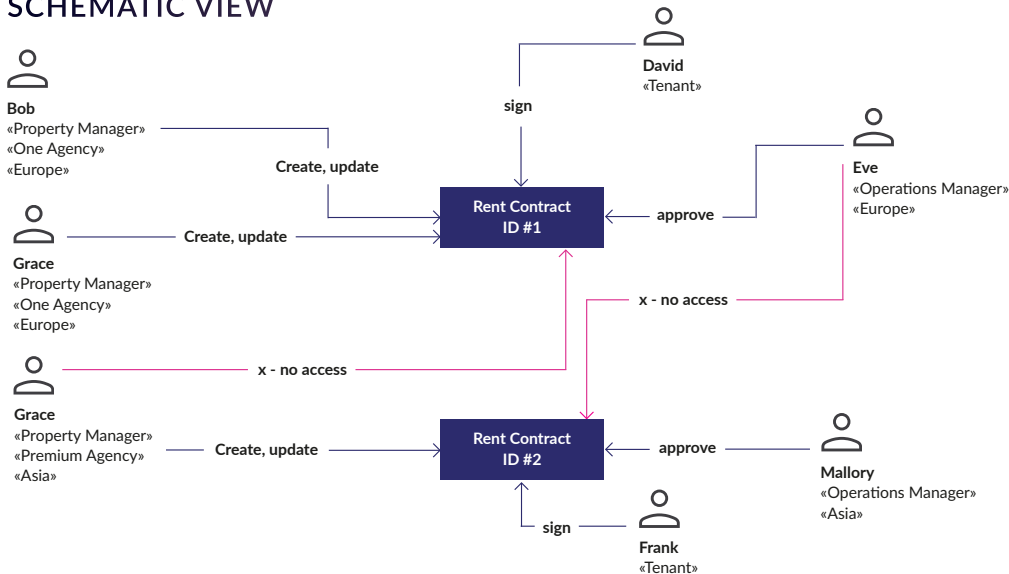 SCHEMATIC VIEW
Bob
«Property Manager»
«One Agency»
«Europe»
Create, update
David
«Tenant»
sign
Eve
«Operations Manager»
«Europe»
approve
Rent Contract
ID #1
Grace
«Property Manager»
«One Agency»
«Europe»
Create, update
x - no access
x - no access
Grace
«Property Manager»
«Premium Agency»
«Asia»
Create, update
Rent Contract
ID #2
approve
Mallory
«Operations Manager»
«Asia»
sign
Frank
«Tenant»